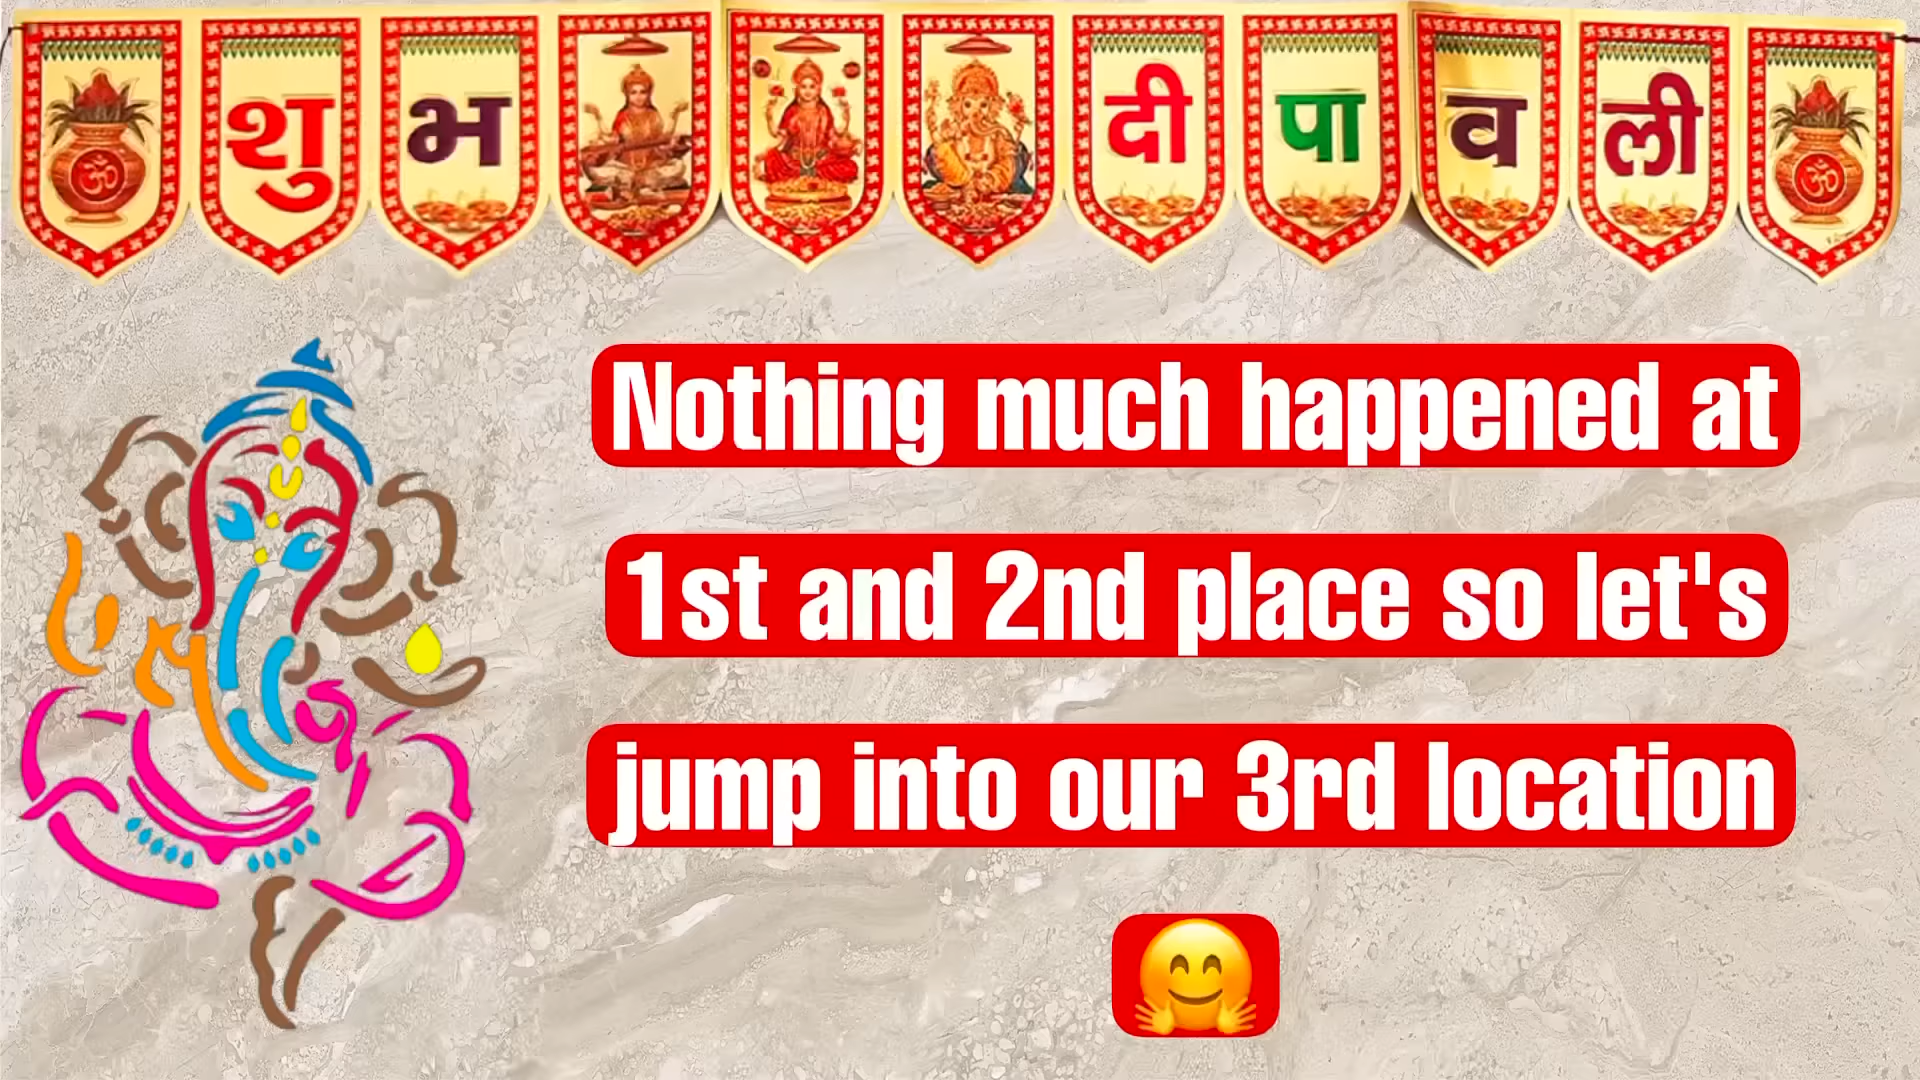 शुभ दीपावली
Nothing much happened at
1st and 2nd place so let's
jump into our 3rd location
🤗